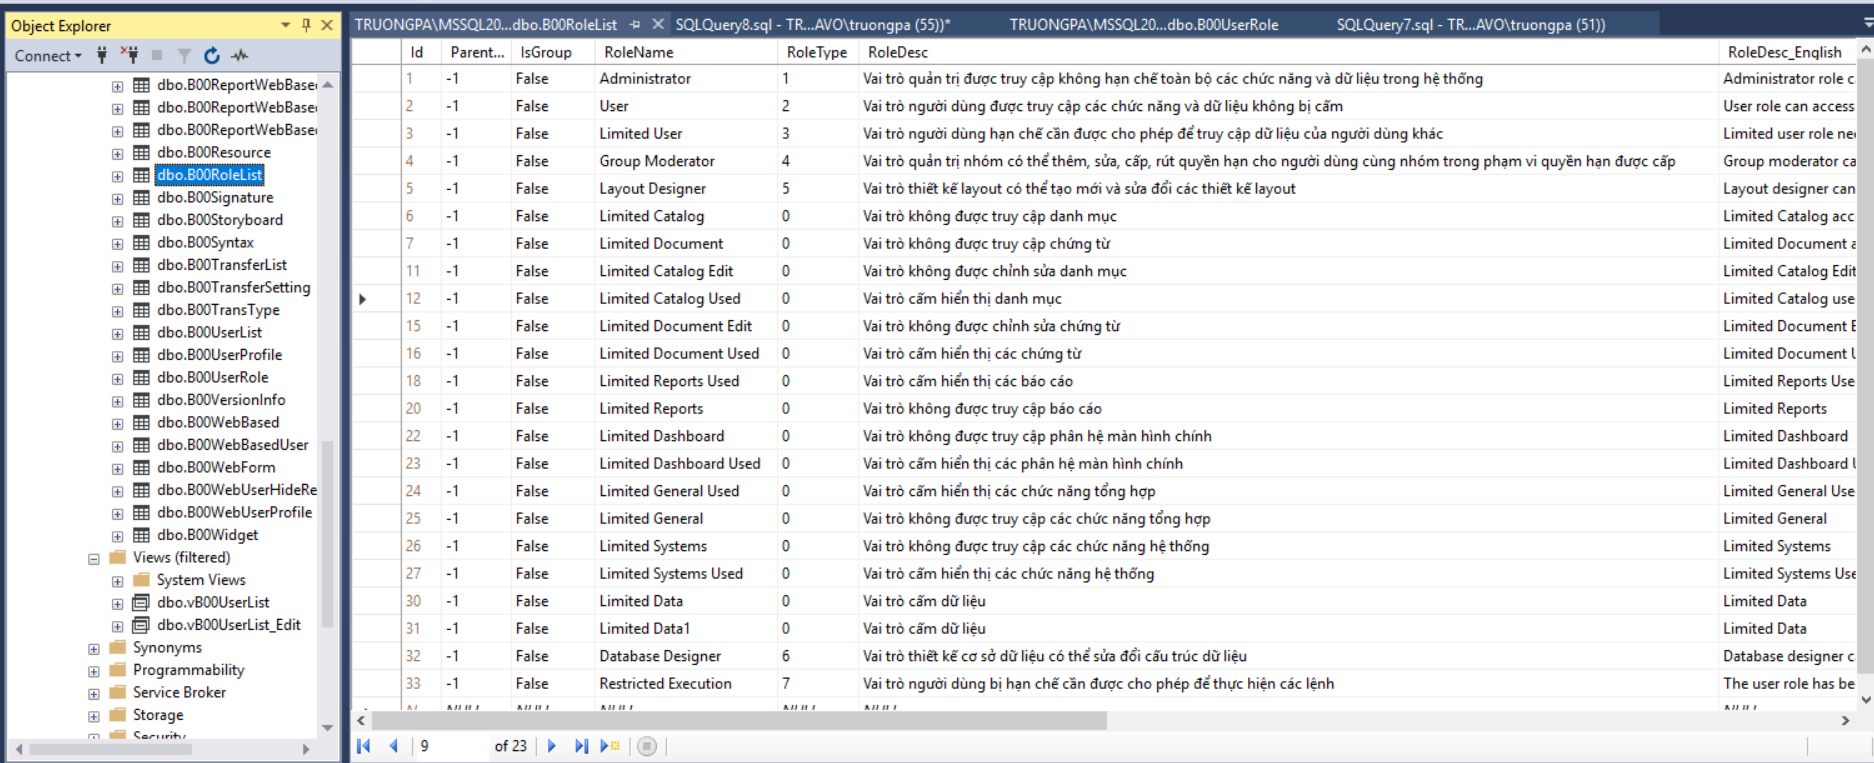 Object Explorer
Connect
dbo.B00ReportWebBase
dbo.B00ReportWebBase
dbo.B00ReportWebBase
dbo.B00Resource
dbo.B00RoleList
dbo.B00Signature
dbo.B00Storyboard
dbo.B00Syntax
dbo.B00TransferList
dbo.B00TransferSetting
dbo.B00TransType
dbo.B00UserList
dbo.B00UserProfile
dbo.B00UserRole
dbo.B00VersionInfo
dbo.B00WebBased
dbo.B00WebBasedUser
dbo.B00WebForm
dbo.B00WebUserHideRe
dbo.B00WebUserProfile
dbo.B00Widget
Views (filtered)
System Views
dbo.vB00UserList
dbo.vB00UserList_Edit
Synonyms
Programmability
Service Broker
Storage
Security
TRUONGPA\MSSQL20...dbo.B00RoleList SQLQuery8.sql - TR...AVO\truongpa (55))* TRUONGPA\MSSQL20...dbo.B00UserRole SQLQuery7.sql - TR...AVO\truongpa (51))
Id Parent... IsGroup RoleName RoleType RoleDesc RoleDesc_English
1 -1 False Administrator 1 Vai trò quản trị được truy cập không hạn chế toàn bộ các chức năng và dữ liệu trong hệ thống Administrator role c
2 -1 False User 2 Vai trò người dùng được truy cập các chức năng và dữ liệu không bị cấm User role can access
3 -1 False Limited User 3 Vai trò người dùng hạn chế cần được cho phép để truy cập dữ liệu của người dùng khác Limited user role ne
4 -1 False Group Moderator 4 Vai trò quản trị nhóm có thể thêm, sửa, cấp, rút quyền hạn cho người dùng cùng nhóm trong phạm vi quyền hạn được cấp Group moderator ca
5 -1 False Layout Designer 5 Vai trò thiết kế layout có thể tạo mới và sửa đổi các thiết kế layout Layout designer can
6 -1 False Limited Catalog 0 Vai trò không được truy cập danh mục Limited Catalog acc
7 -1 False Limited Document 0 Vai trò không được truy cập chứng từ Limited Document a
11 -1 False Limited Catalog Edit 0 Vai trò không được chỉnh sửa danh mục Limited Catalog Edit
12 -1 False Limited Catalog Used 0 Vai trò cấm hiển thị danh mục Limited Catalog use
15 -1 False Limited Document Edit 0 Vai trò không được chỉnh sửa chứng từ Limited Document E
16 -1 False Limited Document Used 0 Vai trò cấm hiển thị các chứng từ Limited Document U
18 -1 False Limited Reports Used 0 Vai trò cấm hiển thị các báo cáo Limited Reports Use
20 -1 False Limited Reports 0 Vai trò không được truy cập báo cáo Limited Reports
22 -1 False Limited Dashboard 0 Vai trò không được truy cập phân hệ màn hình chính Limited Dashboard
23 -1 False Limited Dashboard Used 0 Vai trò cấm hiển thị các phân hệ màn hình chính Limited Dashboard U
24 -1 False Limited General Used 0 Vai trò cấm hiển thị các chức năng tổng hợp Limited General Use
25 -1 False Limited General 0 Vai trò không được truy cập các chức năng tổng hợp Limited General
26 -1 False Limited Systems 0 Vai trò không được truy cập các chức năng hệ thống Limited Systems
27 -1 False Limited Systems Used 0 Vai trò cấm hiển thị các chức năng hệ thống Limited Systems Use
30 -1 False Limited Data 0 Vai trò cấm dữ liệu Limited Data
31 -1 False Limited Data1 0 Vai trò cấm dữ liệu Limited Data
32 -1 False Database Designer 6 Vai trò thiết kế cơ sở dữ liệu có thể sửa đổi cấu trúc dữ liệu Database designer c
33 -1 False Restricted Execution 7 Vai trò người dùng bị hạn chế cần được cho phép để thực hiện các lệnh The user role has be
NULL NULL NULL NULL NULL NULL
9 of 23